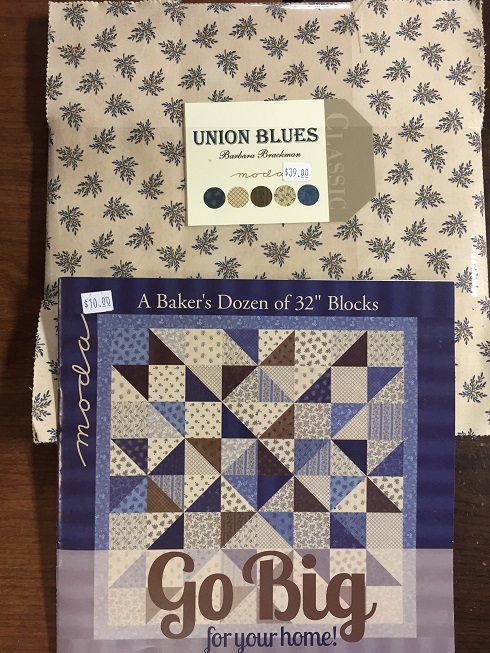 UNION BLUES
Barbara Brackman
moda
$39.00
CLASSIC
$10.00
A Baker's Dozen of 32" Blocks
moda
Go Big
for your home!